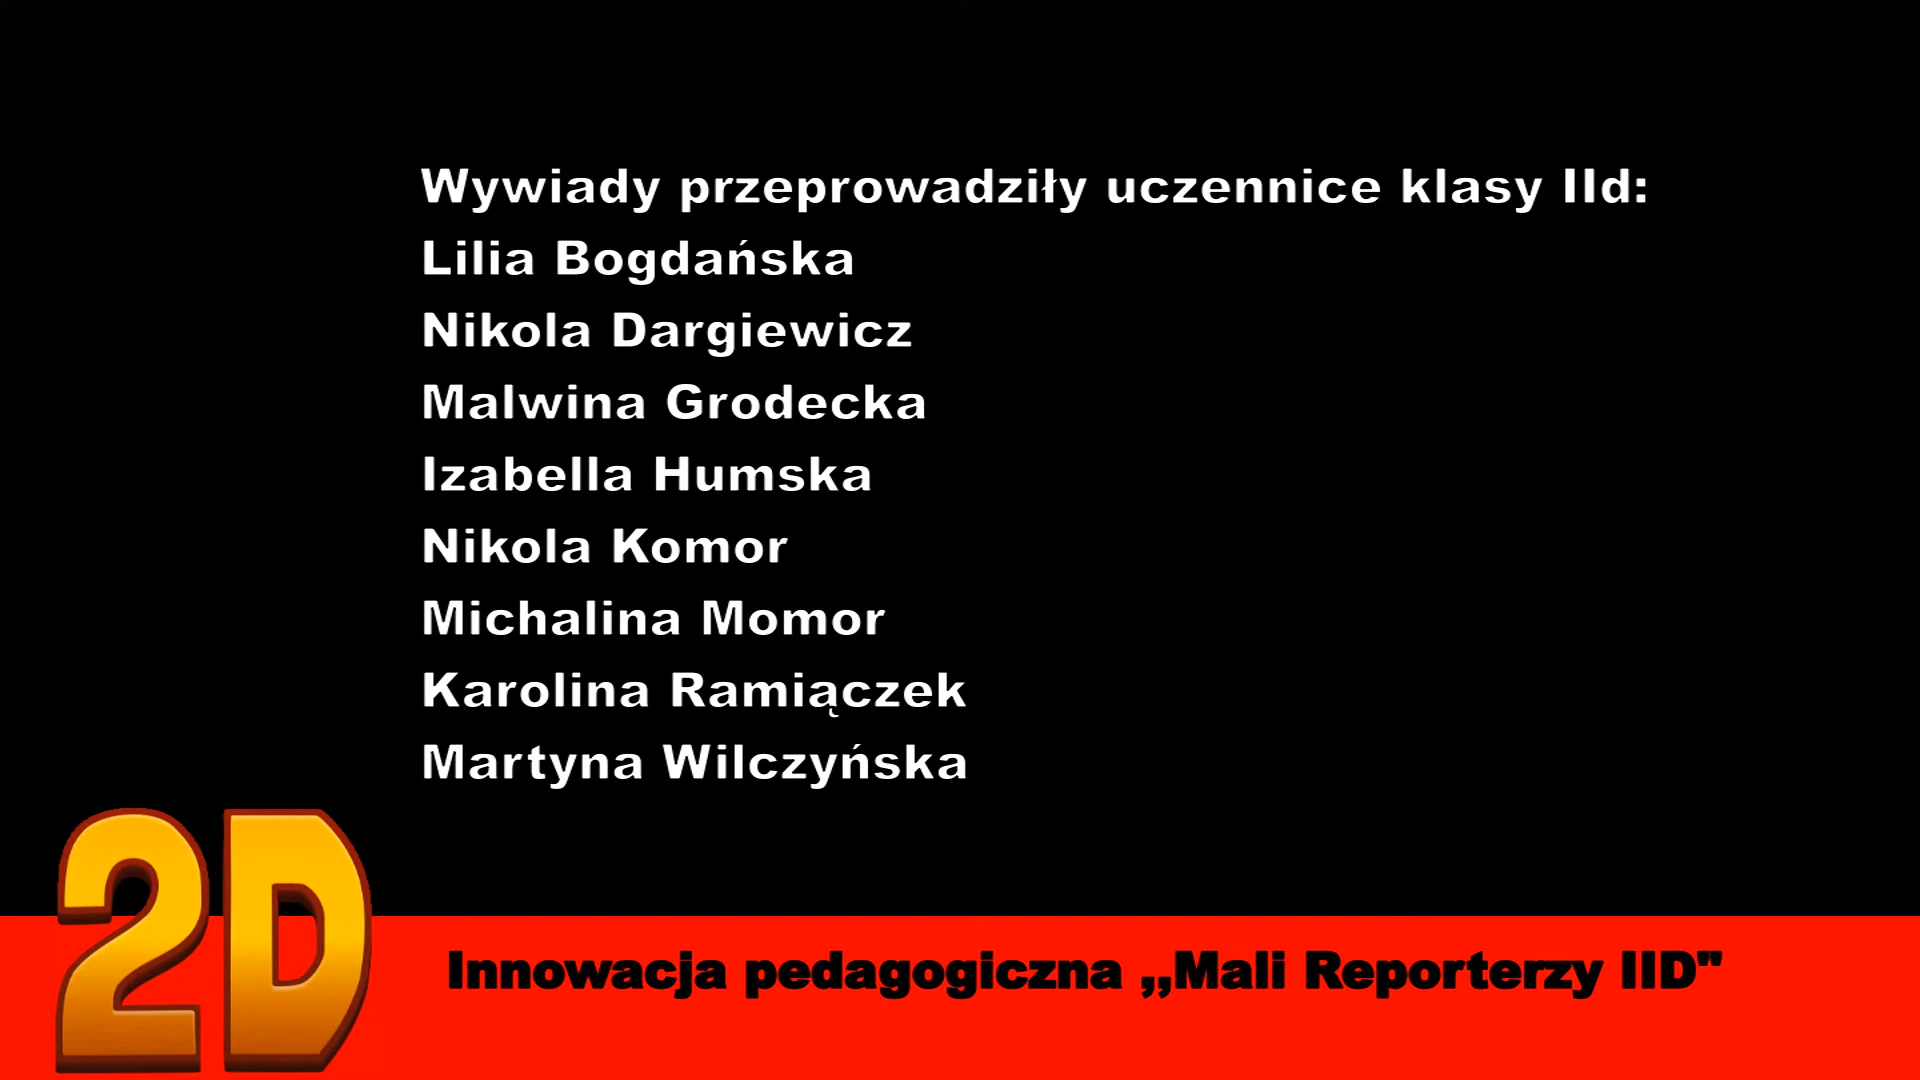 Wywiady przeprowadziły uczennice klasy IId:
Lilia Bogdańska
Nikola Dargiewicz
Malwina Grodecka
Izabella Humska
Nikola Komor
Michalina Momor
Karolina Ramiączek
Martyna Wilczyńska
2D
Innowacja pedagogiczna ,,Mali Reporterzy IID"